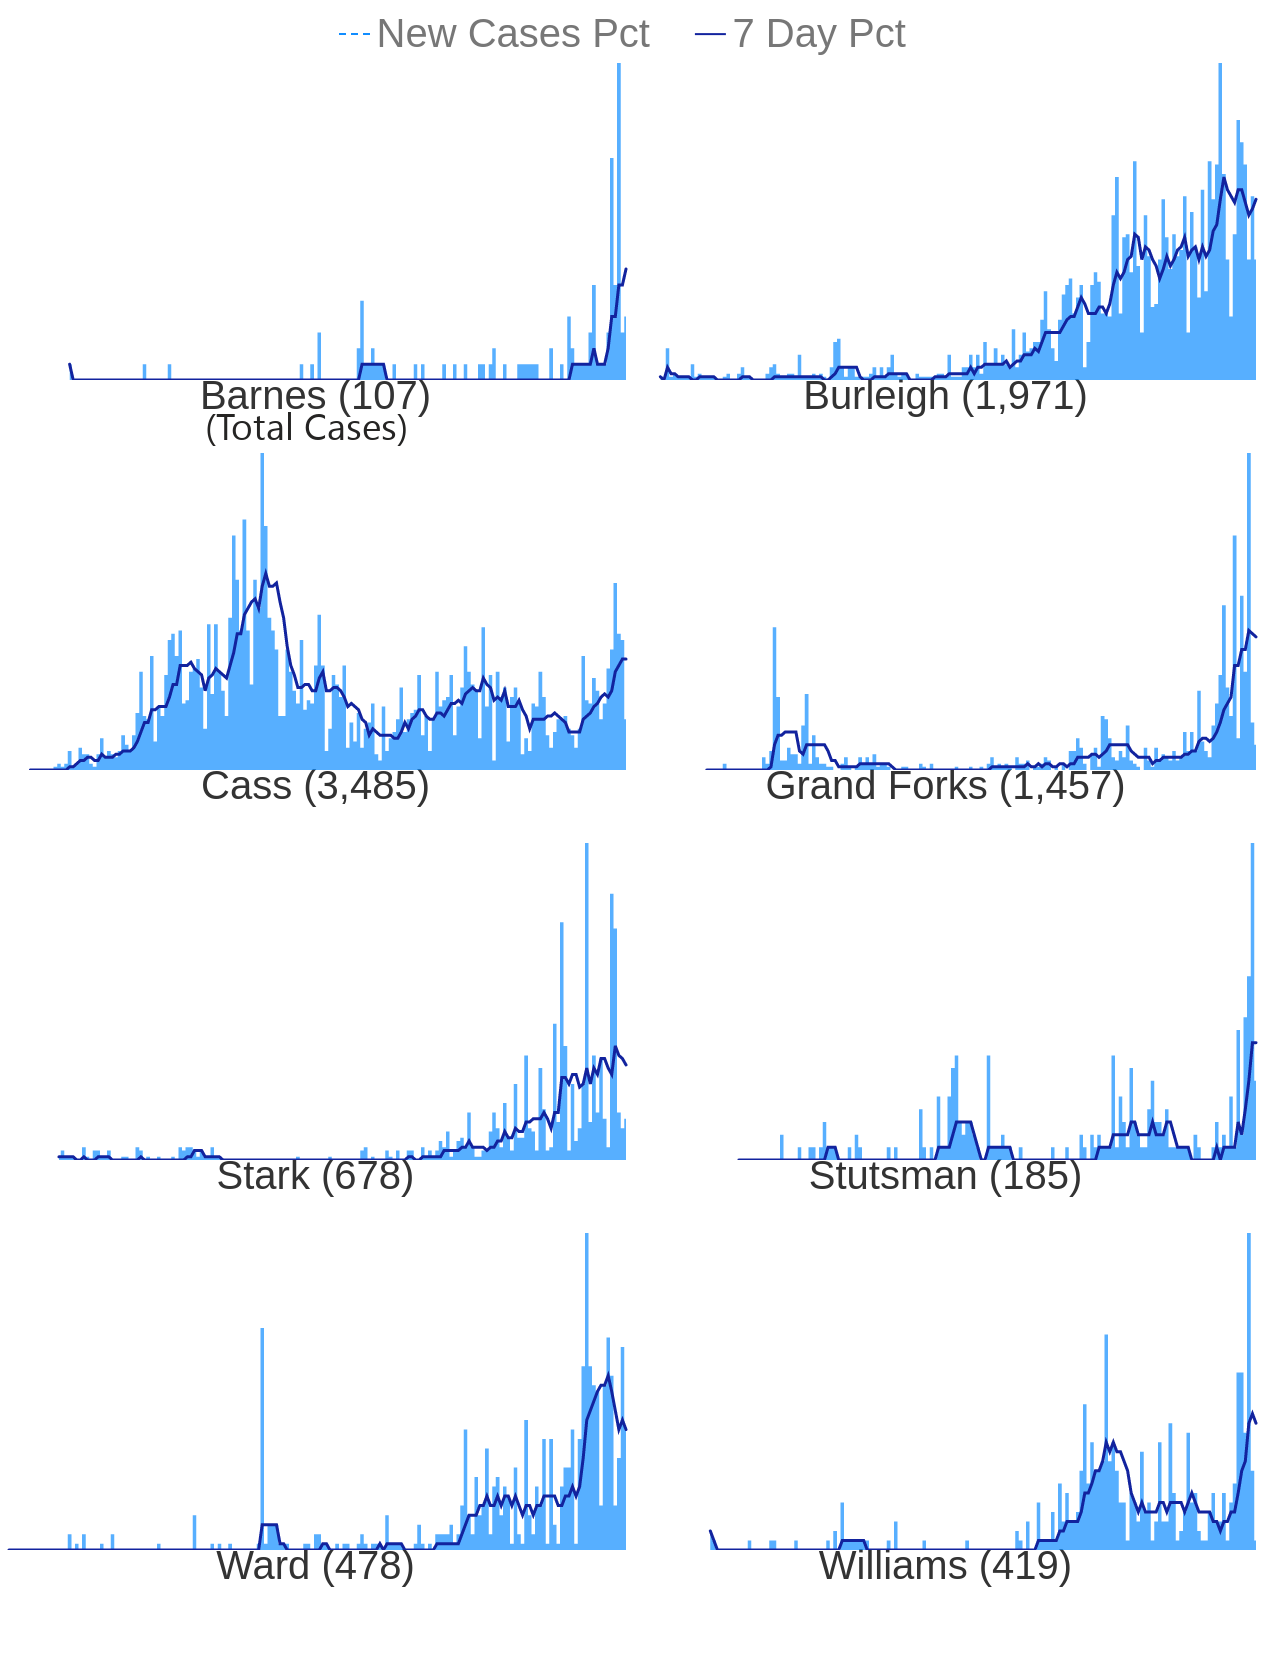 New Cases Pct 7 Day Pct
Barnes (107) Burleigh (1,971)
(Total Cases)
Cass (3,485) Grand Forks (1,457)
Stark (678) Stutsman (185)
Ward (478) Williams (419)